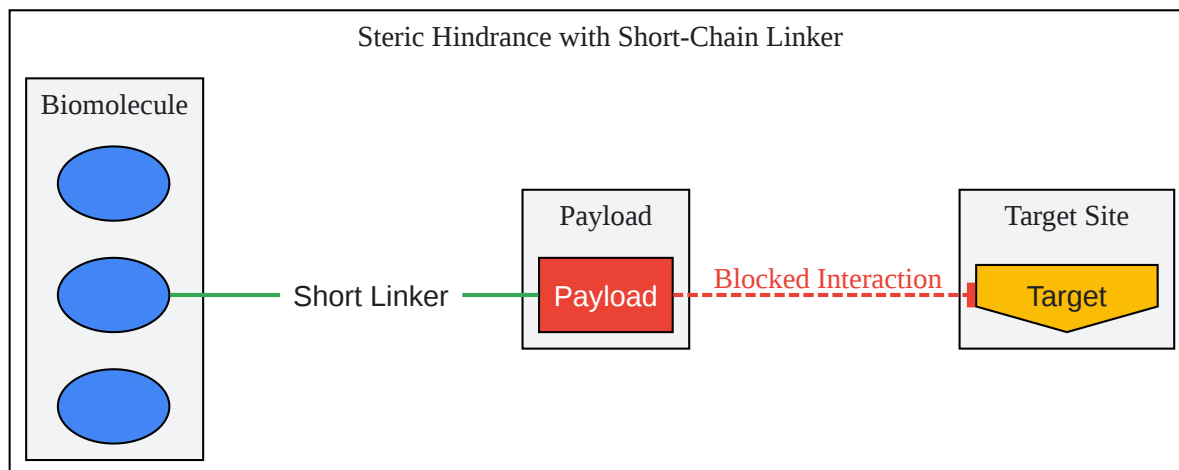 Steric Hindrance with Short-Chain Linker
Biomolecule
Payload
Target Site
Short Linker
Payload
Blocked Interaction
Target